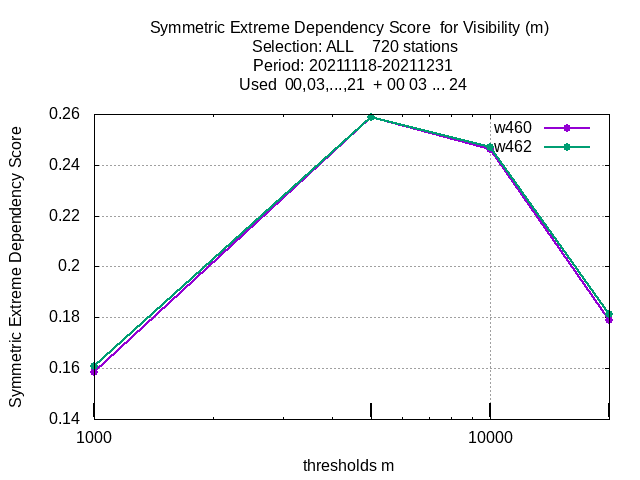 Symmetric Extreme Dependency Score  for Visibility (m)
Selection: ALL    720 stations
Period: 20211118-20211231
Used  00,03,...,21  + 00 03 ... 24
Symmetric Extreme Dependency Score
0.26
0.24
0.22
0.2
0.18
0.16
0.14
w460
w462
1000
10000
thresholds m